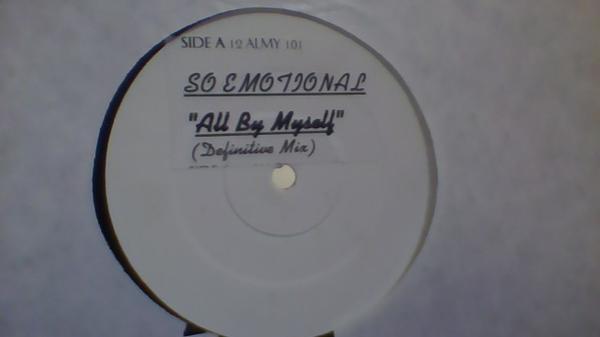 SIDE A 12 ALMY 101
SO EMOTIONAL
"All By Myself"
(Definitive Mix)